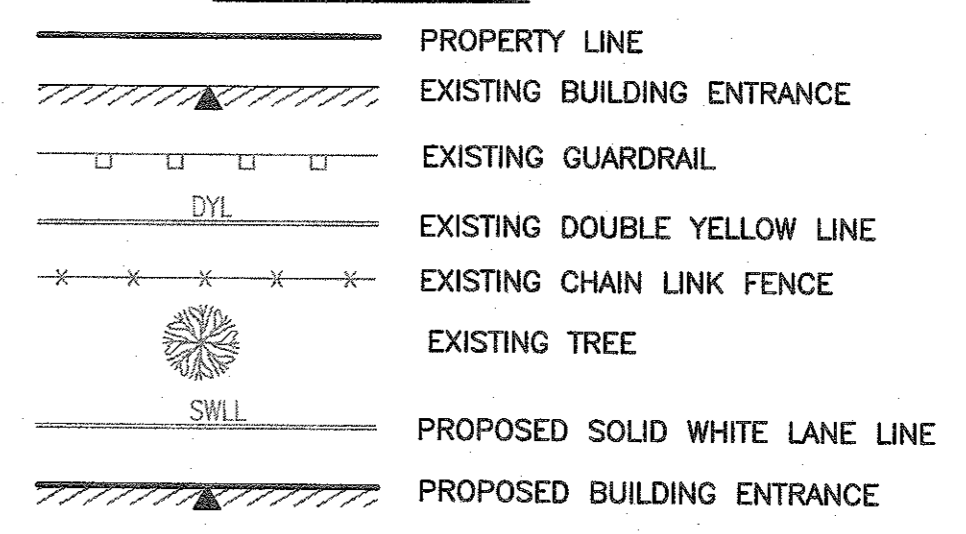 PROPERTY LINE
EXISTING BUILDING ENTRANCE
EXISTING GUARDRAIL
DYL
EXISTING DOUBLE YELLOW LINE
EXISTING CHAIN LINK FENCE
EXISTING TREE
SWLL
PROPOSED SOLID WHITE LANE LINE
PROPOSED BUILDING ENTRANCE